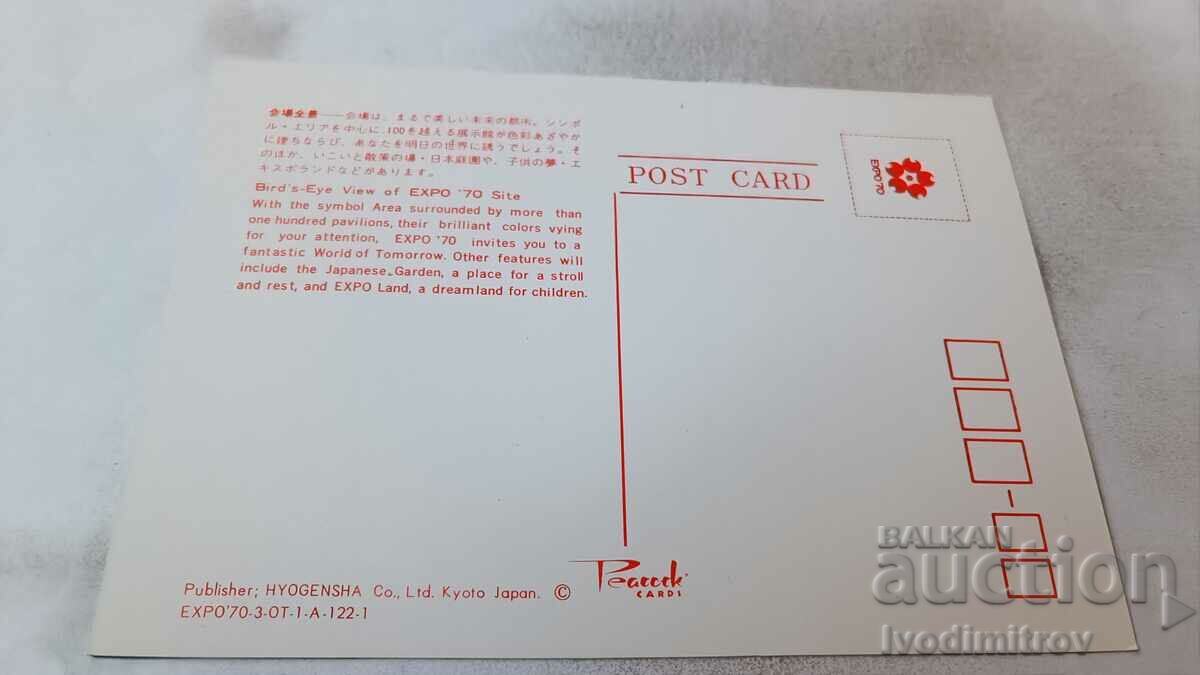 会場全景——会場は、まるで美しい未来の都市。シンボ
ル・エリアを中心に、100を越える展示館が色彩あざやか
に建ちならび、あなたを明日の世界に誘うでしょう。そ
のほか、いこいと散策の場・日本庭園や、子供の夢・エ
キスポランドなどがあります。
Bird's-Eye View of EXPO '70 Site
With the symbol Area surrounded by more than
one hundred pavilions, their brilliant colors vying
for your attention, EXPO '70 invites you to a
fantastic World of Tomorrow. Other features will
include the Japanese Garden, a place for a stroll
and rest, and EXPO Land, a dreamland for children.
POST CARD
EXPO'70
Publisher; HYOGENSHA Co., Ltd. Kyoto Japan. ©
EXPO'70-3-OT-1-A-122-1
Peacock
CARDS
BALKAN
auction
Ivodimitrov